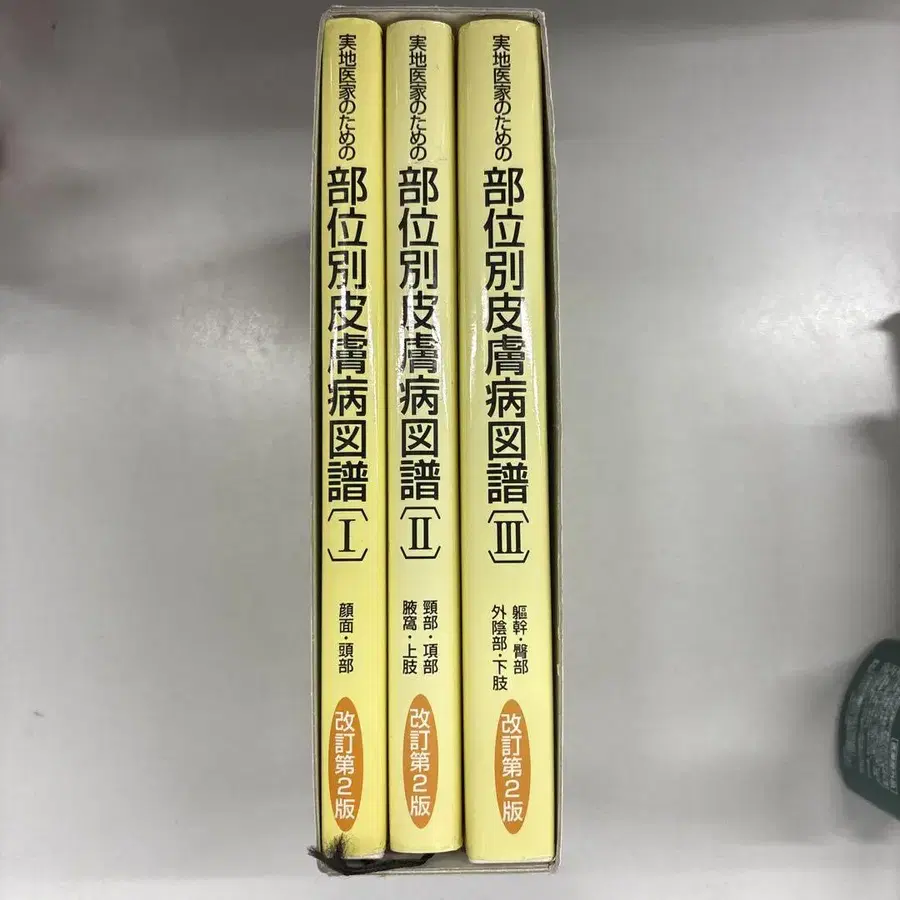 実地医家のための
部位別皮膚病図譜〔Ⅰ〕
顔面・頭部
改訂第2版
実地医家のための
部位別皮膚病図譜〔Ⅱ〕
頸部・項部
腋窩・上肢
改訂第2版
実地医家のための
部位別皮膚病図譜〔Ⅲ〕
軀幹・臀部
外陰部・下肢
改訂第2版